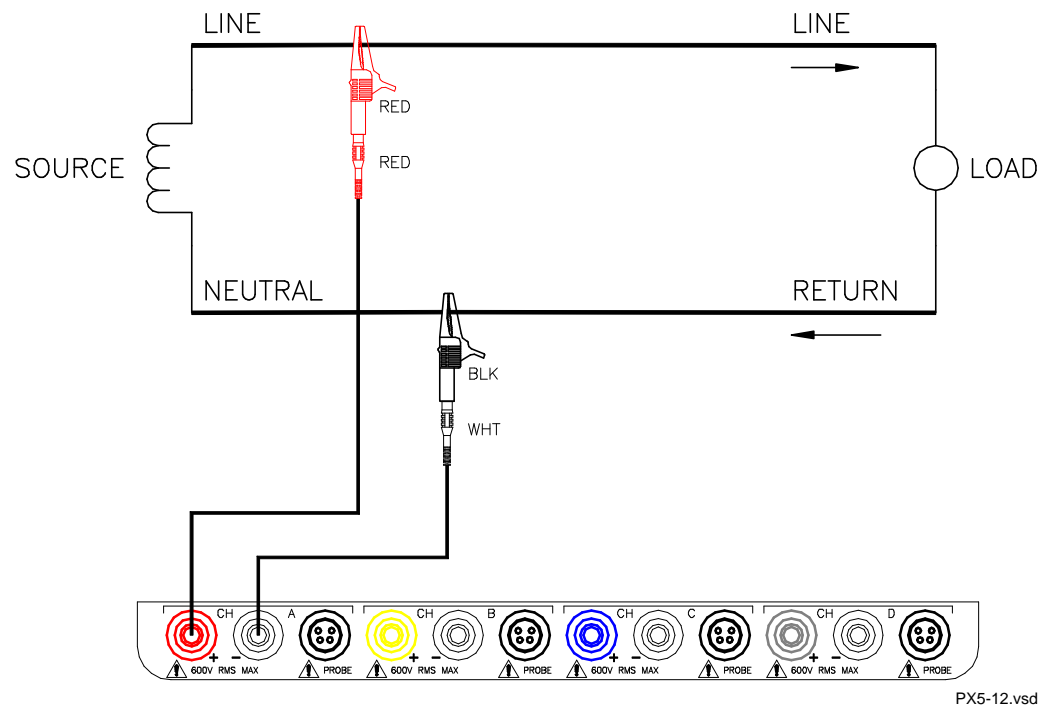 LINE LINE
RED
RED
SOURCE LOAD
NEUTRAL RETURN
BLK
WHT
CH A CH B CH C CH D
+ − + − + − + −
600V RMS MAX PROBE 600V RMS MAX PROBE 600V RMS MAX PROBE 600V RMS MAX PROBE
PX5-12.vsd